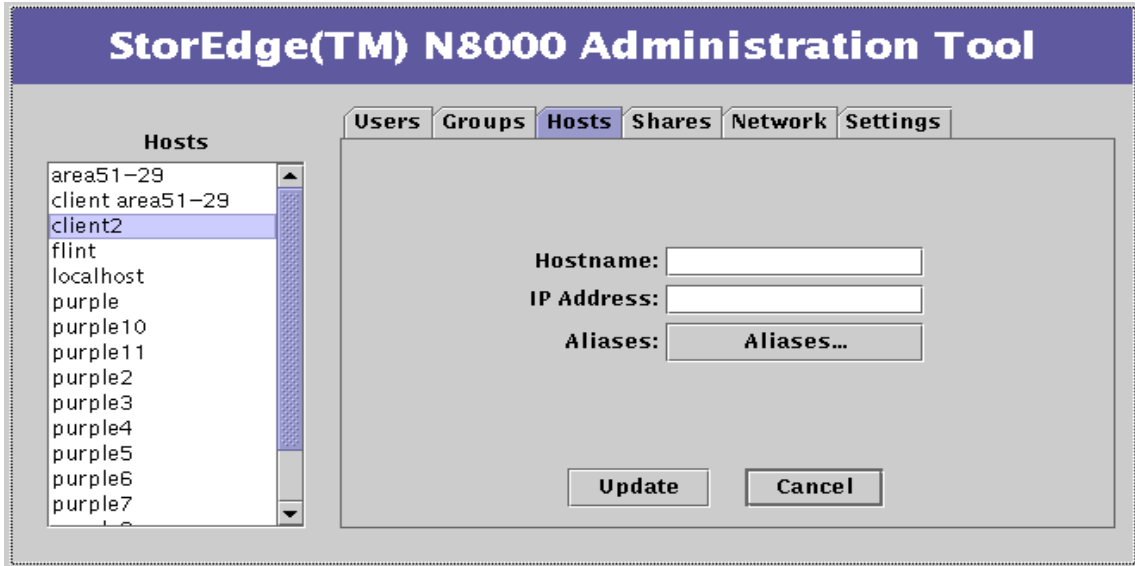 StorEdge(TM) N8000 Administration Tool
Hosts
area51-29
client area51-29
client2
flint
localhost
purple
purple10
purple11
purple2
purple3
purple4
purple5
purple6
purple7
Users Groups Hosts Shares Network Settings
Hostname:
IP Address:
Aliases: Aliases...
Update Cancel